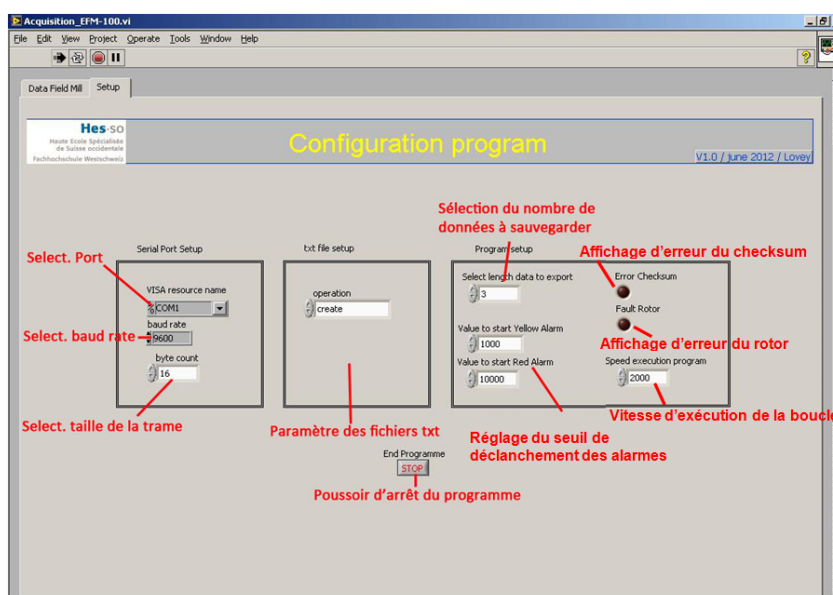 Acquisition_EFM-100.vi
File Edit View Project Operate Tools Window Help
Data Field Mill Setup
Hes-so
Haute Ecole Spécialisée
de Suisse occidentale
Fachhochschule Westschweiz
Configuration program
V1.0 / june 2012 / Lovey
Sélection du nombre de
données à sauvegarder
Serial Port Setup
txt file setup
Program setup
Select. Port
Affichage d'erreur du checksum
VISA resource name
COM1
operation
create
Select length data to export
3
Error Checksum
Fault Rotor
Select. baud rate
baud rate
9600
Value to start Yellow Alarm
1000
Affichage d'erreur du rotor
byte count
16
Value to start Red Alarm
10000
Speed execution program
2000
Select. taille de la trame
Paramètre des fichiers txt
Réglage du seuil de
déclanchement des alarmes
Vitesse d'exécution de la boucle
End Programme
STOP
Poussoir d'arrêt du programme